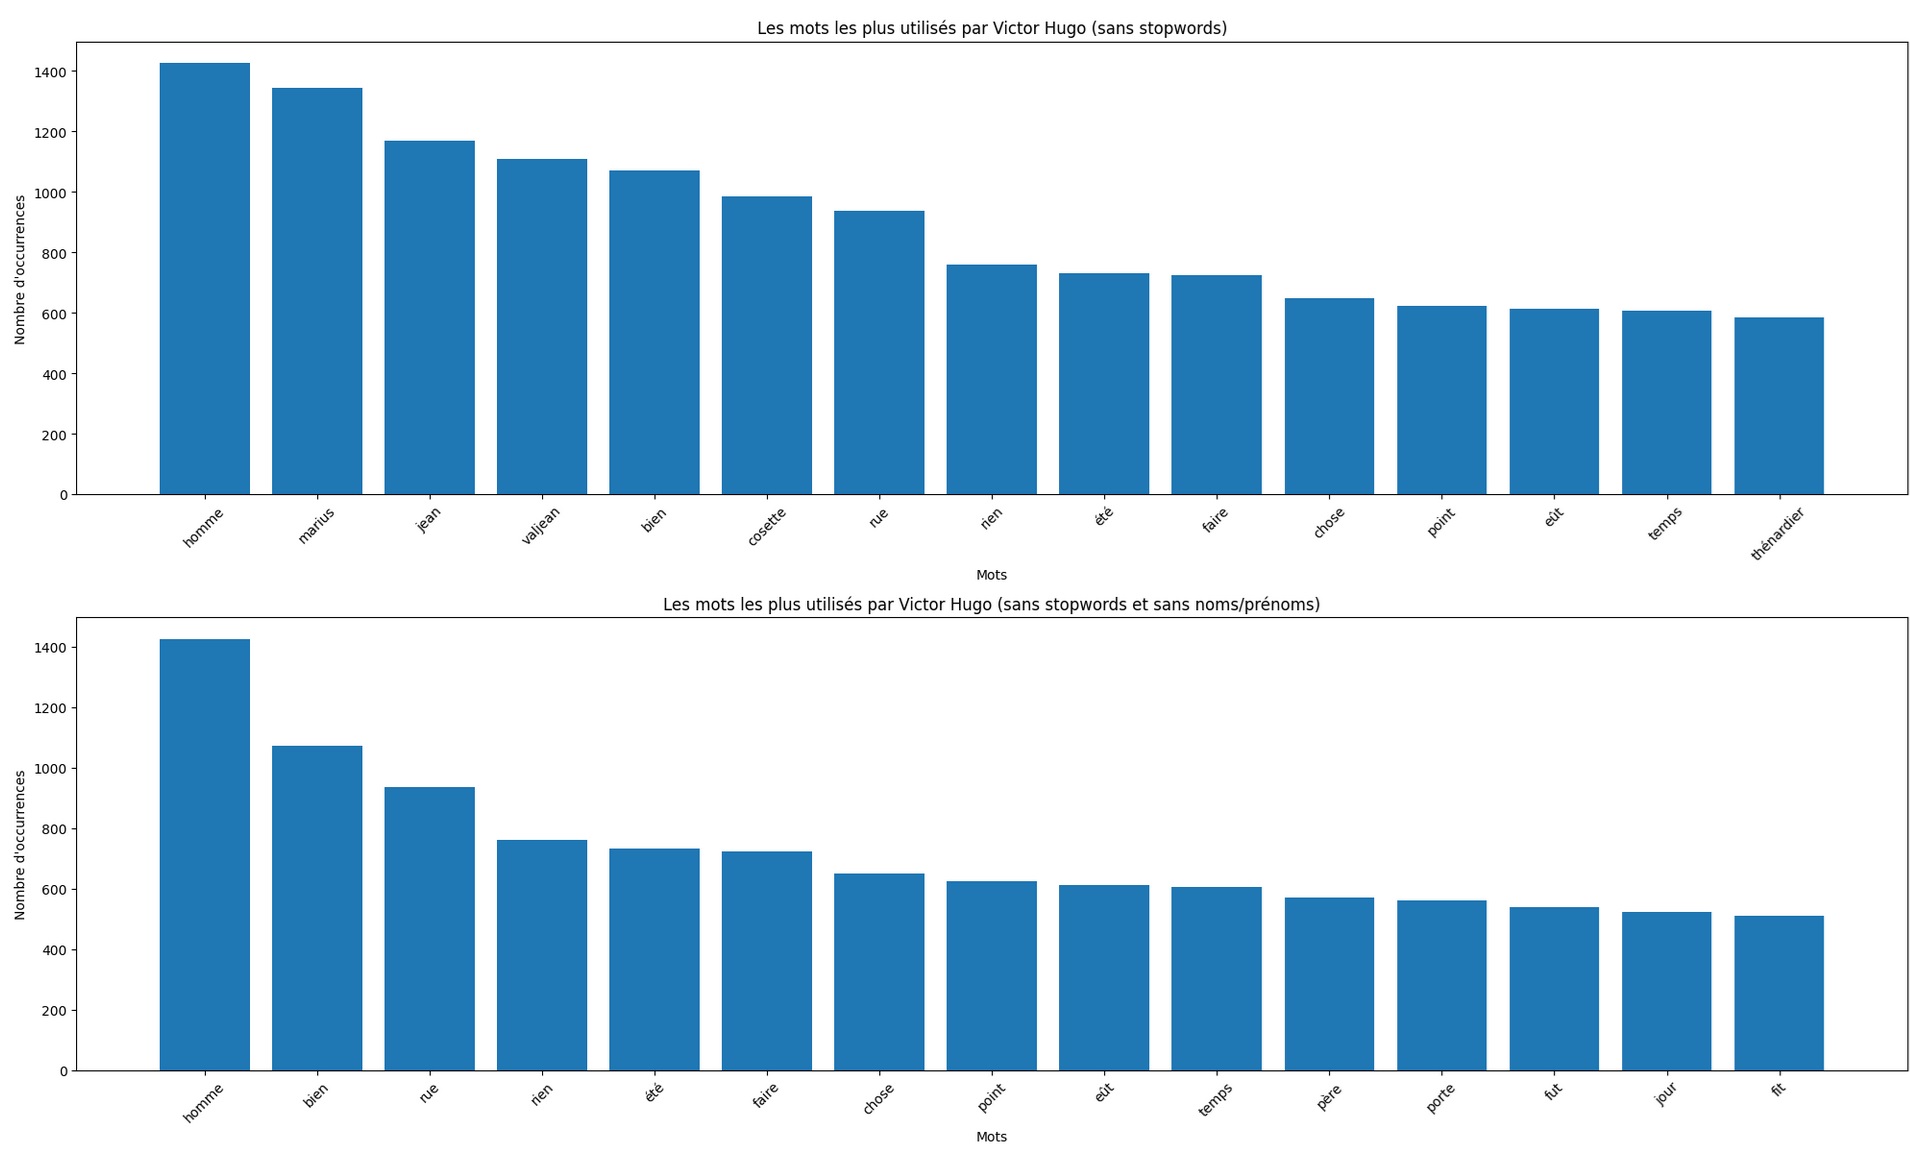 Les mots les plus utilisés par Victor Hugo (sans stopwords)
Nombre d'occurrences
1400
1200
1000
800
600
400
200
0
homme
marius
jean
valjean
bien
cosette
rue
rien
été
faire
chose
point
eût
temps
thénardier
Mots
Les mots les plus utilisés par Victor Hugo (sans stopwords et sans noms/prénoms)
Nombre d'occurrences
1400
1200
1000
800
600
400
200
0
homme
bien
rue
rien
été
faire
chose
point
eût
temps
père
porte
fut
jour
fit
Mots